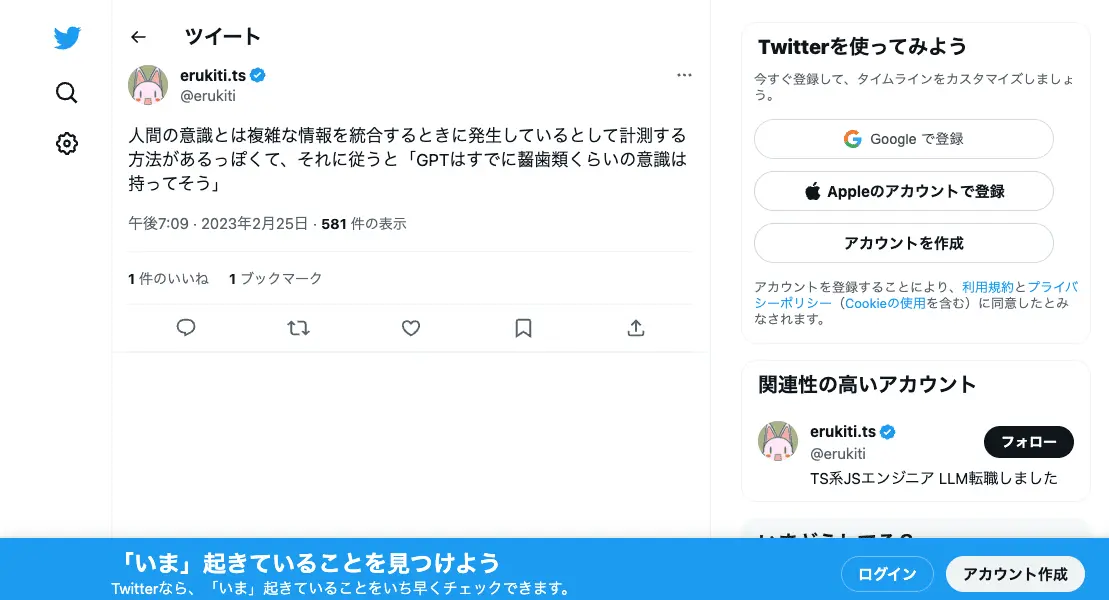 ツイート
erukiti.ts
@erukiti
人間の意識とは複雑な情報を統合するときに発生しているとして計測する
方法があるっぽくて、それに従うと「GPTはすでに齧歯類くらいの意識は
持ってそう」
午後7:09 · 2023年2月25日 · 581 件の表示
1 件のいいね 1 ブックマーク
Twitterを使ってみよう
今すぐ登録して、タイムラインをカスタマイズしましょ
う。
Google で登録
Appleのアカウントで登録
アカウントを作成
アカウントを登録することにより、利用規約とプライバ
シーポリシー（Cookieの使用を含む）に同意したとみ
なされます。
関連性の高いアカウント
erukiti.ts
@erukiti
フォロー
TS系JSエンジニア LLM転職しました
「いま」起きていることを見つけよう
Twitterなら、「いま」起きていることをいち早くチェックできます。
ログイン
アカウント作成